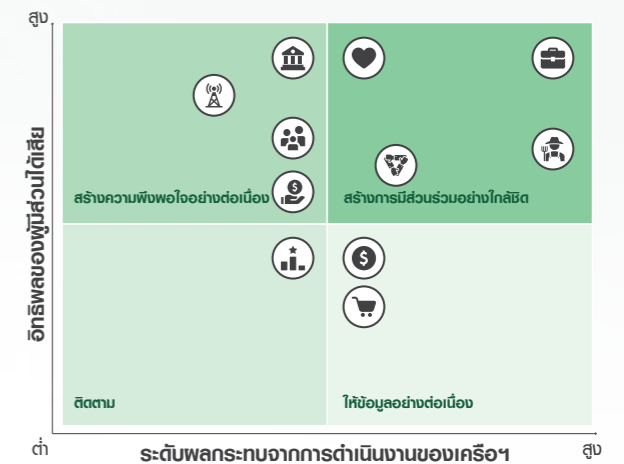 สูง
อิทธิพลของผู้มีส่วนได้เสีย
สร้างความพึงพอใจอย่างต่อเนื่อง
สร้างการมีส่วนร่วมอย่างใกล้ชิด
ติดตาม
ให้ข้อมูลอย่างต่อเนื่อง
ต่ำ
ระดับผลกระทบจากการดำเนินงานของเครือฯ
สูง